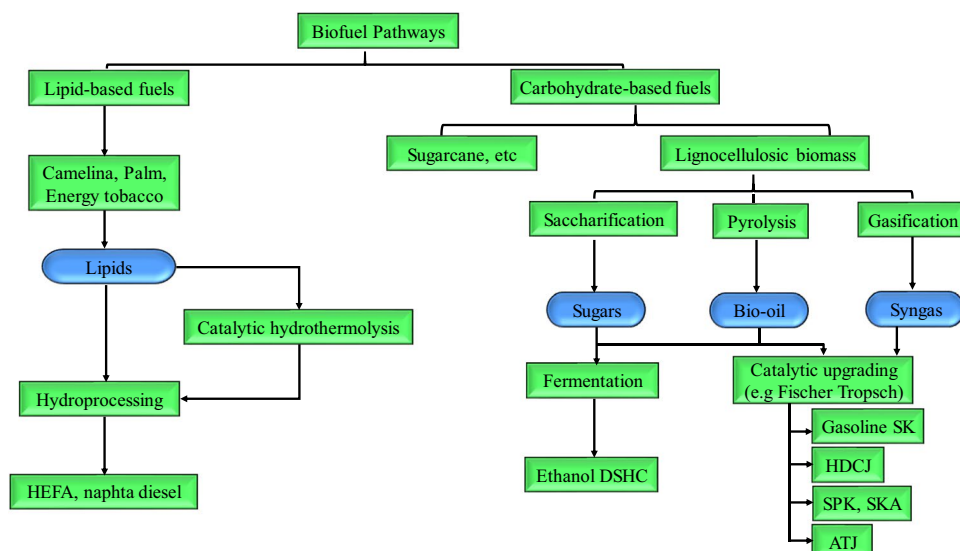 Biofuel Pathways
Lipid-based fuels
Carbohydrate-based fuels
Sugarcane, etc
Lignocellulosic biomass
Camelina, Palm,
Energy tobacco
Saccharification
Pyrolysis
Gasification
Lipids
Sugars
Bio-oil
Syngas
Catalytic hydrothermolysis
Hydroprocessing
Fermentation
Catalytic upgrading
(e.g Fischer Tropsch)
Gasoline SK
HDCJ
Ethanol DSHC
HEFA, naphta diesel
SPK, SKA
ATJ